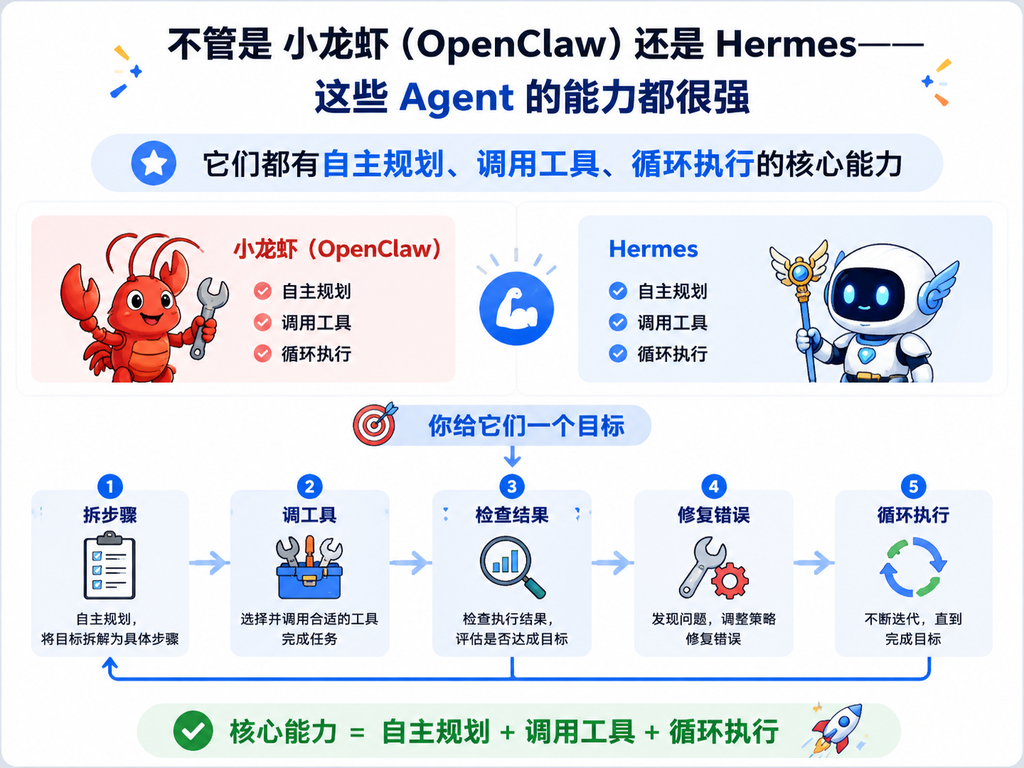 不管是 小龙虾（OpenClaw）还是 Hermes——
这些 Agent 的能力都很强
它们都有自主规划、调用工具、循环执行的核心能力
小龙虾（OpenClaw）
自主规划
调用工具
循环执行
Hermes
自主规划
调用工具
循环执行
你给它们一个目标
1
拆步骤
自主规划，
将目标拆解为具体步骤
2
调工具
选择并调用合适的工具
完成任务
3
检查结果
检查执行结果，
评估是否达成目标
4
修复错误
发现问题，调整策略
修复错误
5
循环执行
不断迭代，直到
完成目标
核心能力 = 自主规划 + 调用工具 + 循环执行